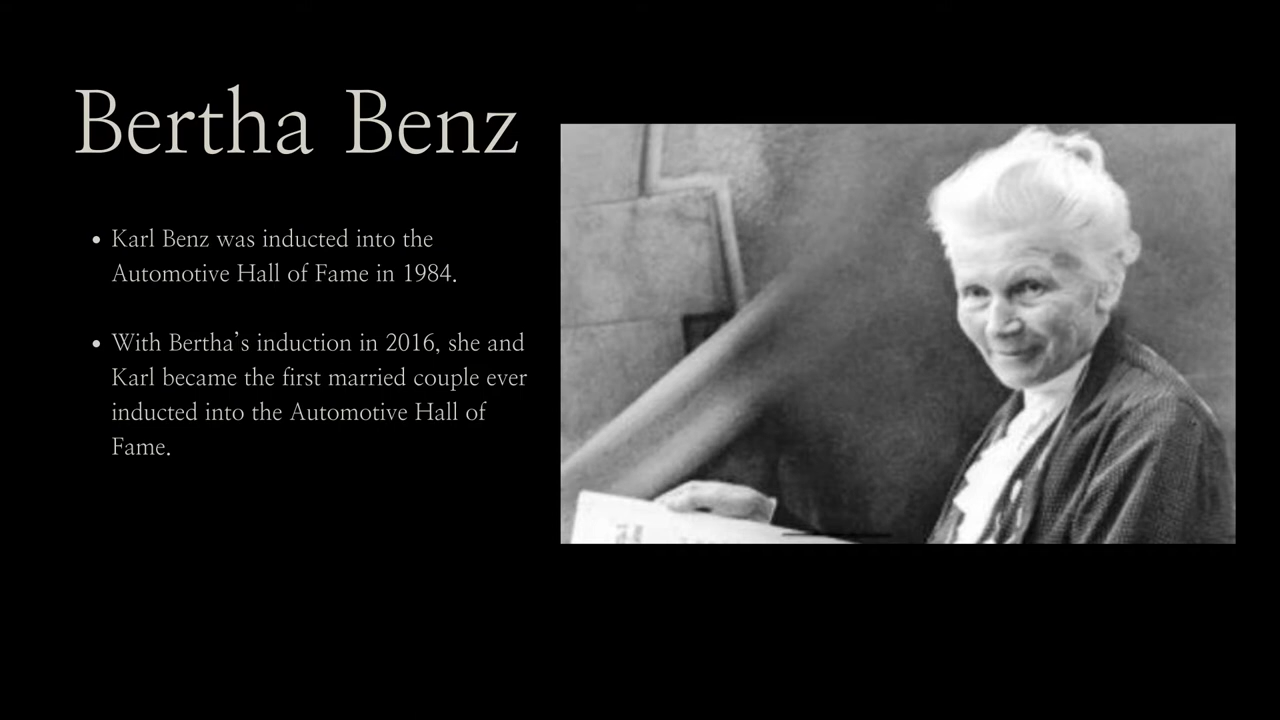 Bertha Benz
• Karl Benz was inducted into the
Automotive Hall of Fame in 1984.
• With Bertha’s induction in 2016, she and
Karl became the first married couple ever
inducted into the Automotive Hall of
Fame.